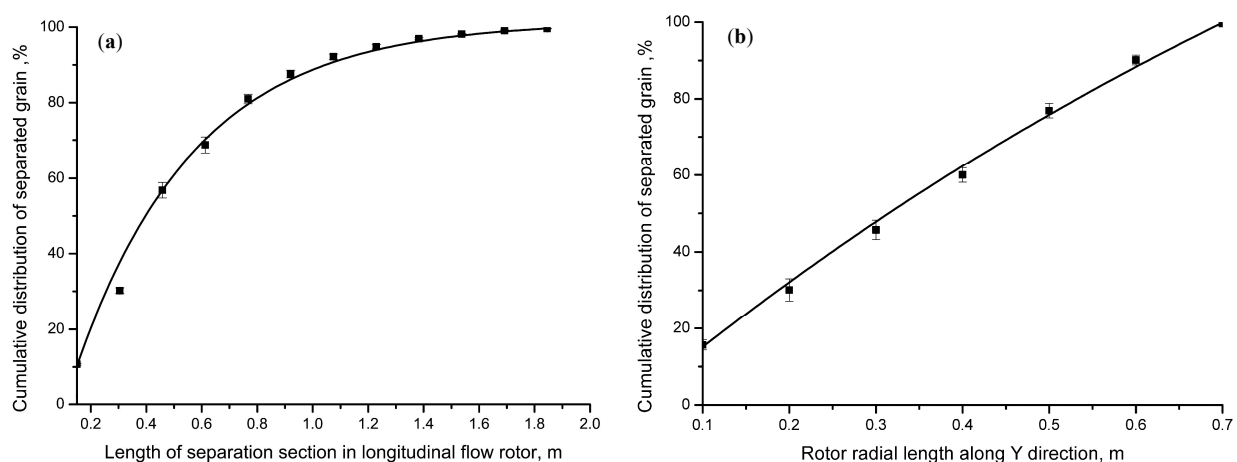 (a)
Cumulative distribution of separated grain ,%
100
80
60
40
20
0
0.2 0.4 0.6 0.8 1.0 1.2 1.4 1.6 1.8 2.0
Length of separation section in longitudinal flow rotor, m
(b)
Cumulative distribution of separated grain ,%
100
80
60
40
20
0
0.1 0.2 0.3 0.4 0.5 0.6 0.7
Rotor radial length along Y direction, m